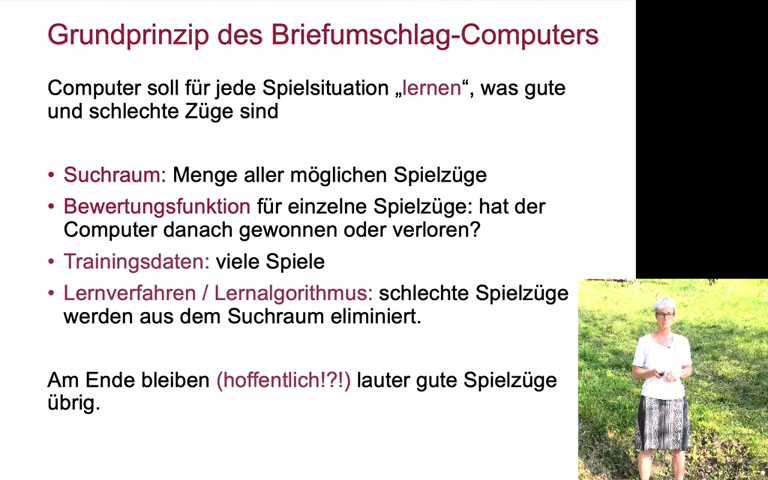 Grundprinzip des Briefumschlag-Computers
Computer soll für jede Spielsituation „lernen“, was gute
und schlechte Züge sind
• Suchraum: Menge aller möglichen Spielzüge
• Bewertungsfunktion für einzelne Spielzüge: hat der
Computer danach gewonnen oder verloren?
• Trainingsdaten: viele Spiele
• Lernverfahren / Lernalgorithmus: schlechte Spielzüge
werden aus dem Suchraum eliminiert.
Am Ende bleiben (hoffentlich!?!) lauter gute Spielzüge
übrig.